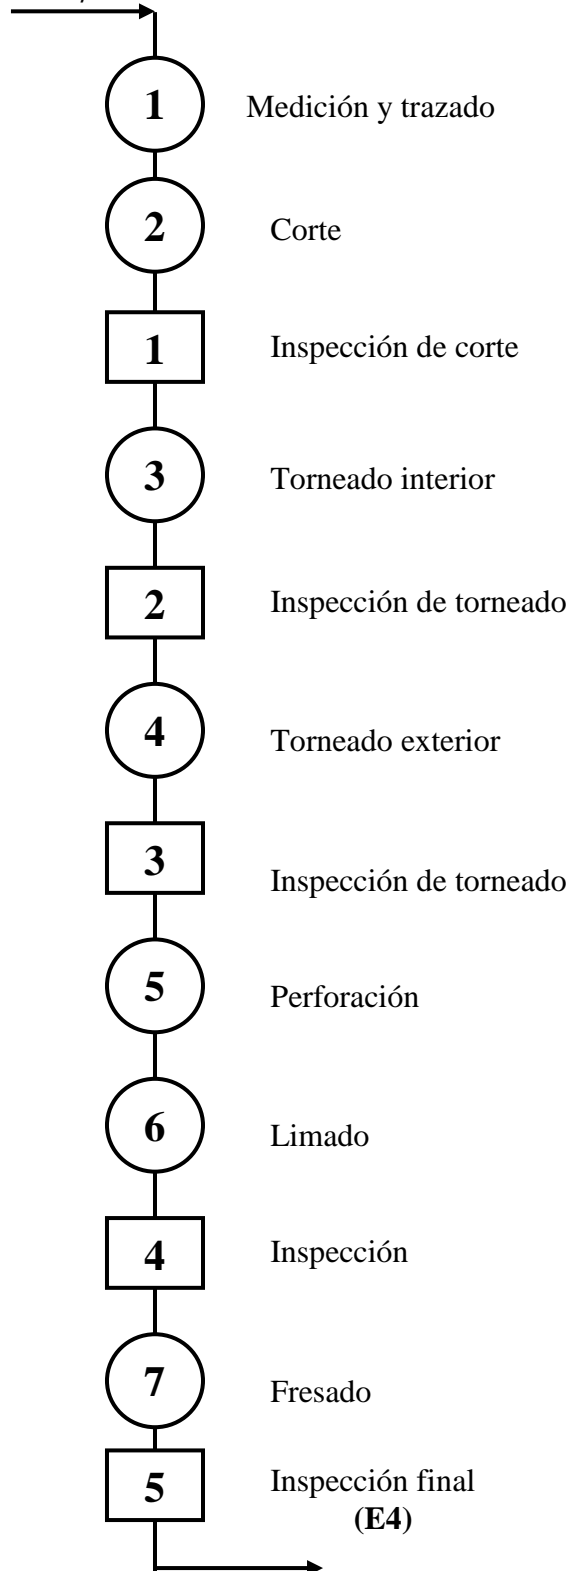 1 Medición y trazado
2 Corte
1 Inspección de corte
3 Torneado interior
2 Inspección de torneado
4 Torneado exterior
3 Inspección de torneado
5 Perforación
6 Limado
4 Inspección
7 Fresado
5 Inspección final
(E4)